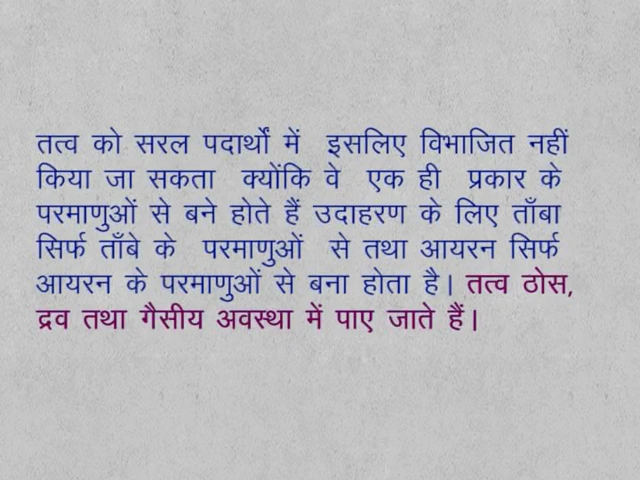 तत्व को सरल पदार्थों में इसलिए विभाजित नहीं
किया जा सकता क्योंकि वे एक ही प्रकार के
परमाणुओं से बने होते हैं उदाहरण के लिए ताँबा
सिर्फ ताँबे के परमाणुओं से तथा आयरन सिर्फ
आयरन के परमाणुओं से बना होता है। तत्व ठोस,
द्रव तथा गैसीय अवस्था में पाए जाते हैं।